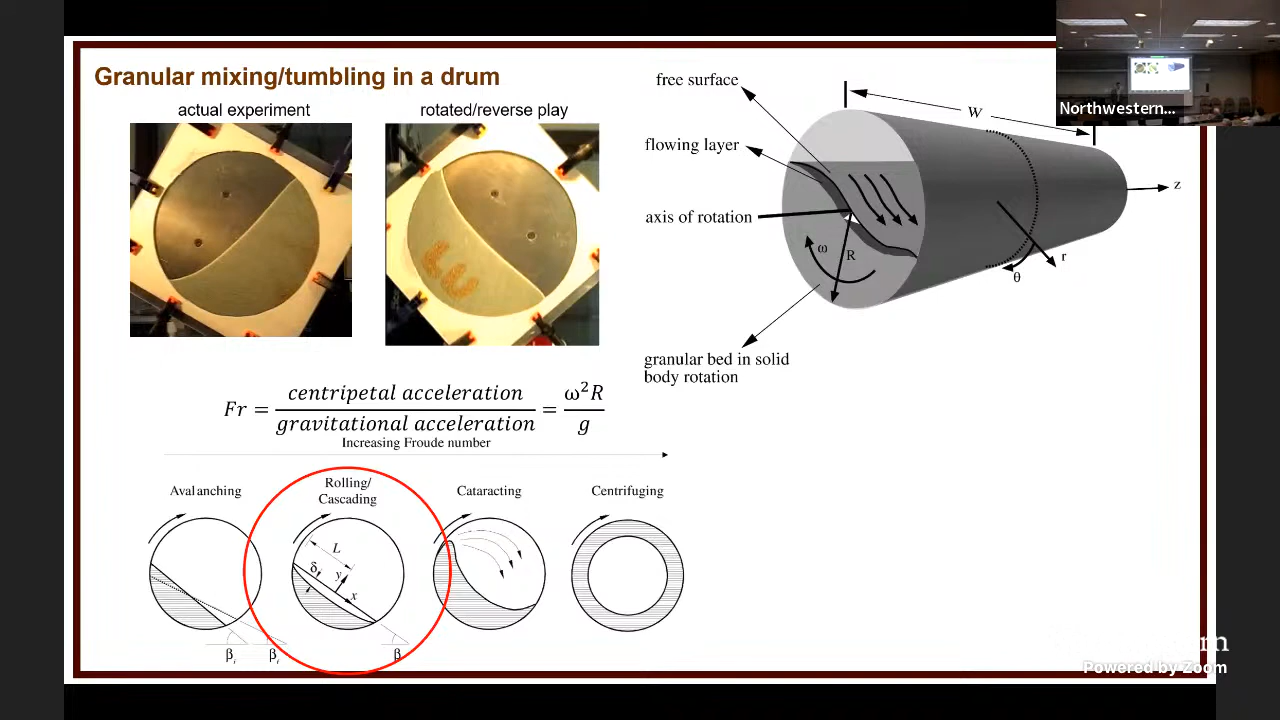 Granular mixing/tumbling in a drum
actual experiment
rotated/reverse play
free surface
flowing layer
axis of rotation
granular bed in solid
body rotation
W
z
r
θ
ω
R
Northwestern...
Fr = centripetal acceleration / gravitational acceleration = ω²R / g
Increasing Froude number
Avalanching
Rolling/
Cascading
Cataracting
Centrifuging
L
δ
y
x
βi
βi
β
Powered by Zoom